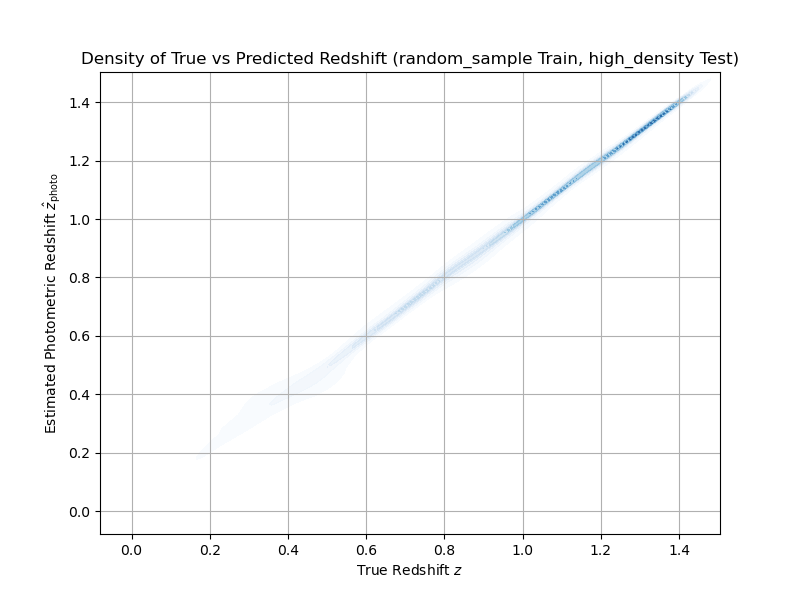 Density of True vs Predicted Redshift (random_sample Train, high_density Test)
1.4
1.2
1.0
0.8
0.6
0.4
0.2
0.0
Estimated Photometric Redshift ẑ_photo
0.0 0.2 0.4 0.6 0.8 1.0 1.2 1.4
True Redshift z